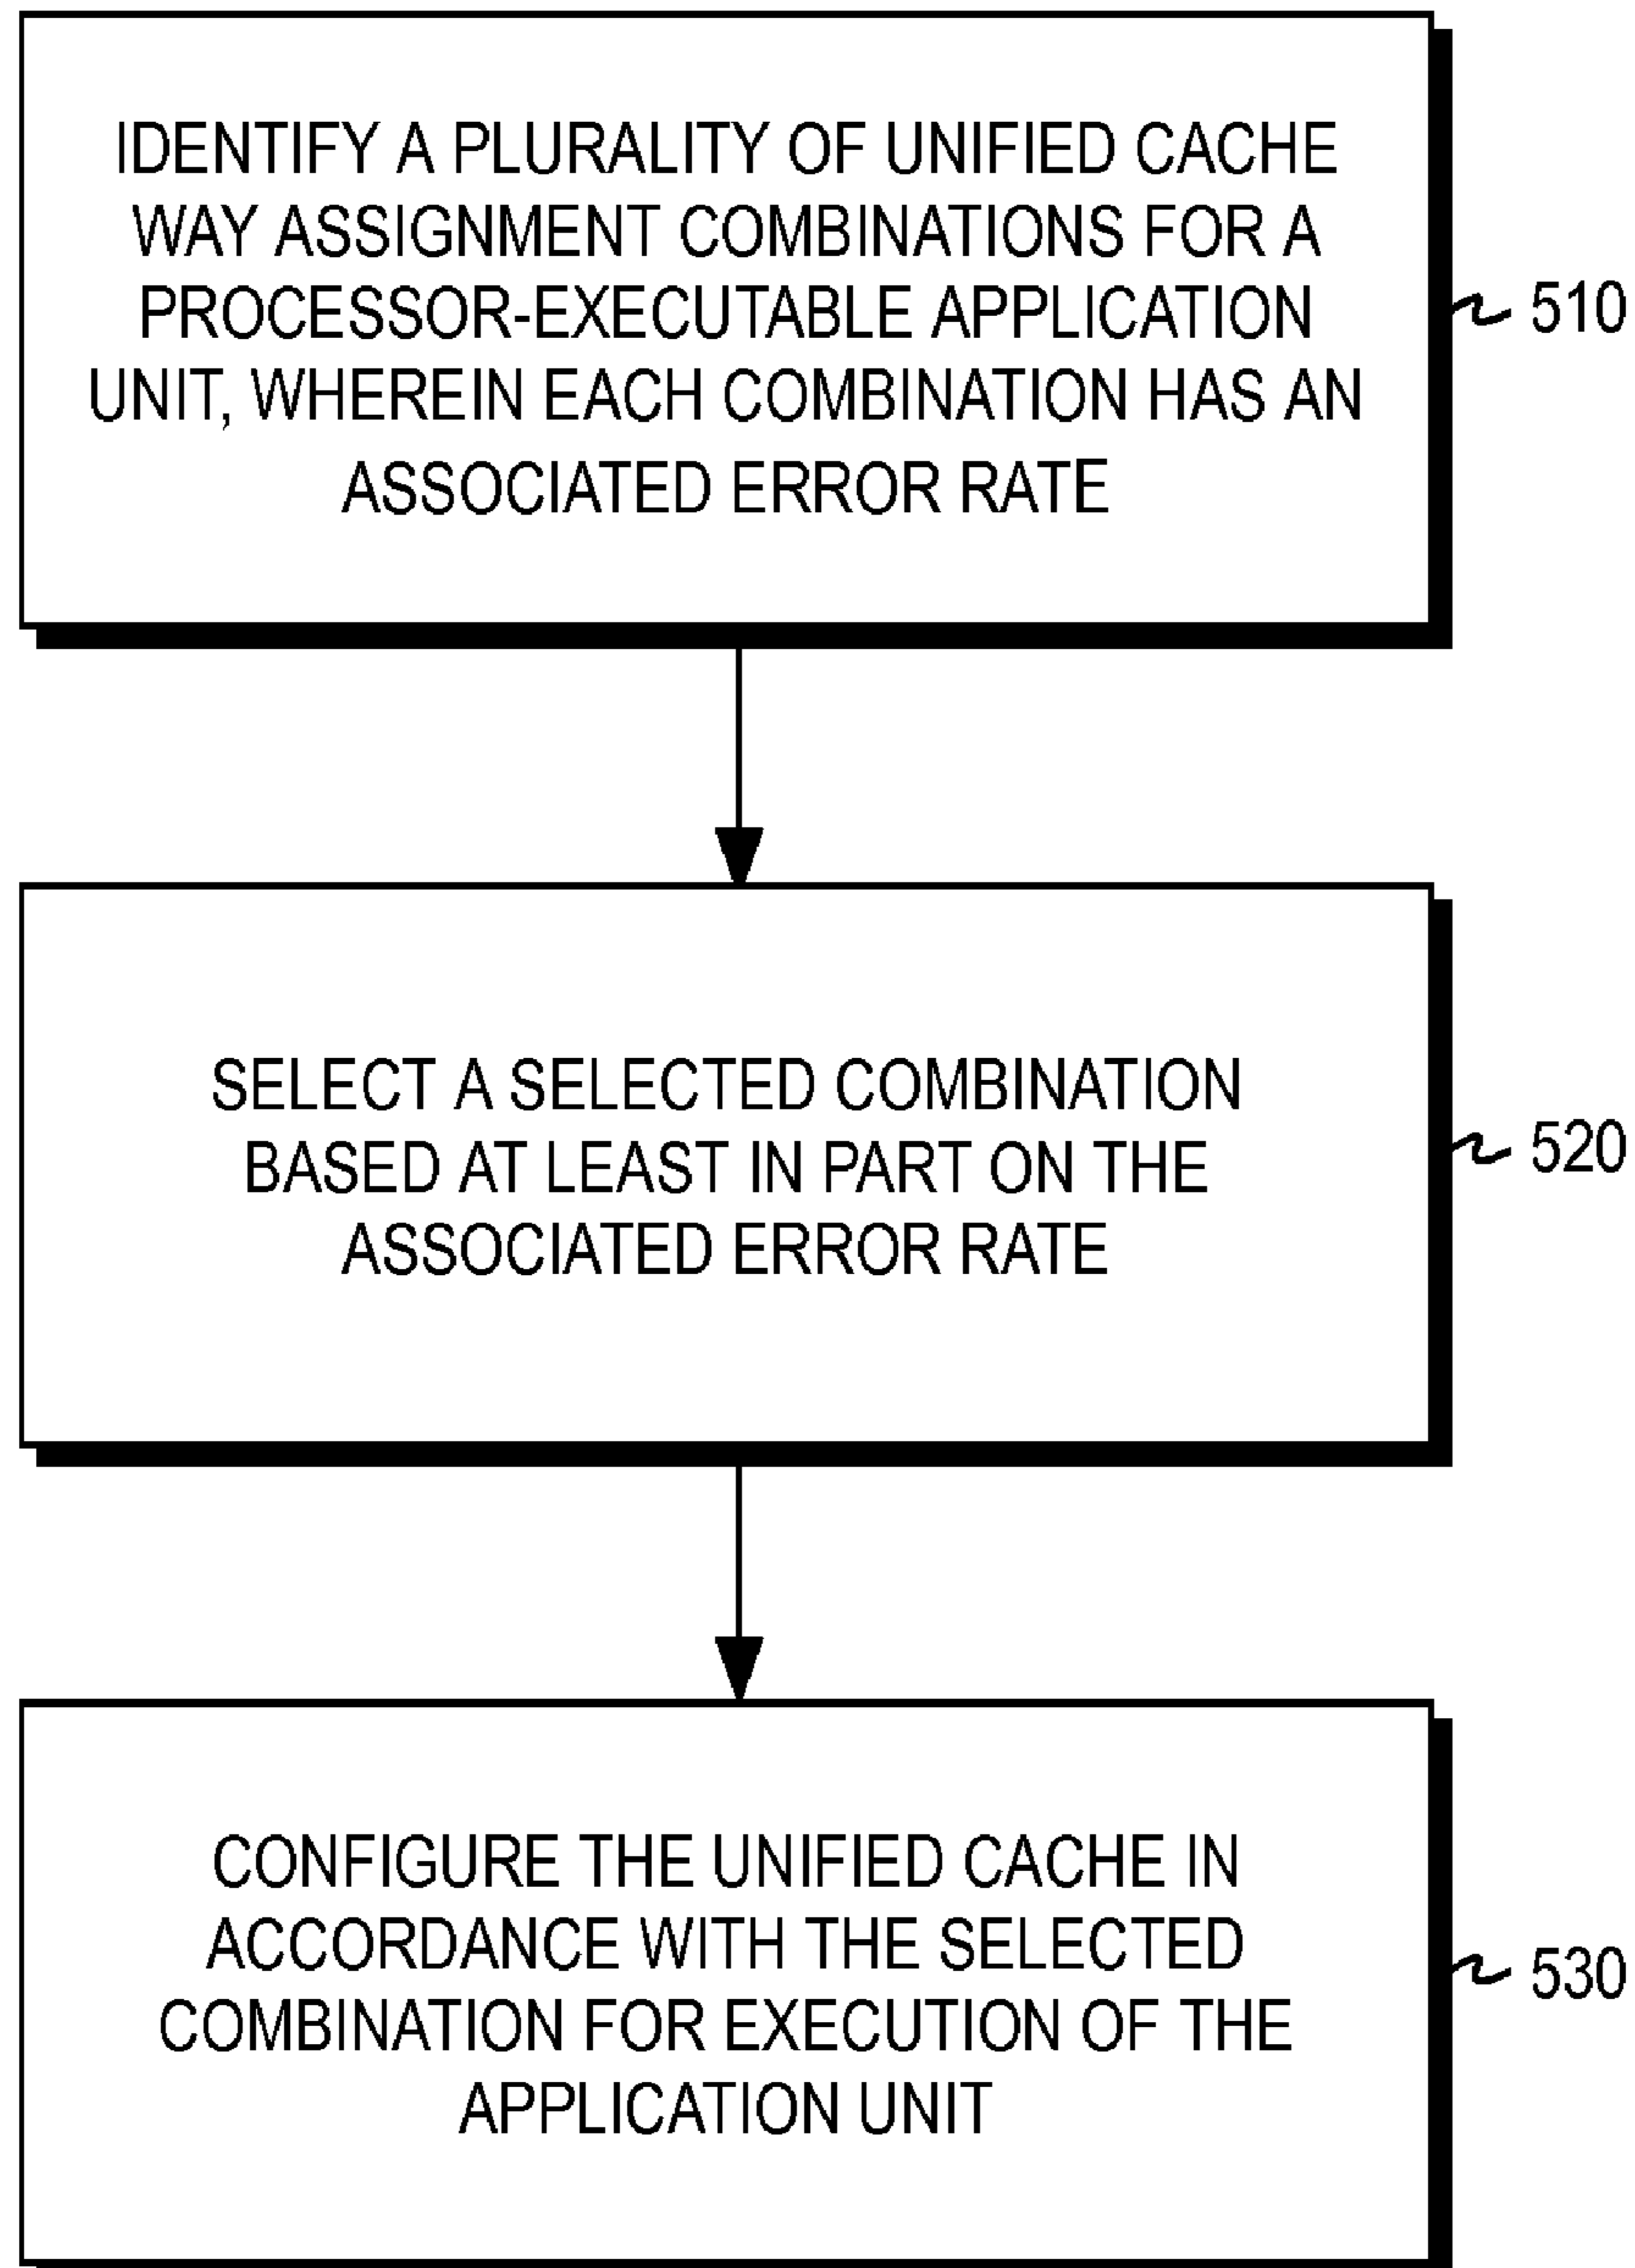 IDENTIFY A PLURALITY OF UNIFIED CACHE
WAY ASSIGNMENT COMBINATIONS FOR A
PROCESSOR-EXECUTABLE APPLICATION
UNIT, WHEREIN EACH COMBINATION HAS AN
ASSOCIATED ERROR RATE
510
SELECT A SELECTED COMBINATION
BASED AT LEAST IN PART ON THE
ASSOCIATED ERROR RATE
520
CONFIGURE THE UNIFIED CACHE IN
ACCORDANCE WITH THE SELECTED
COMBINATION FOR EXECUTION OF THE
APPLICATION UNIT
530